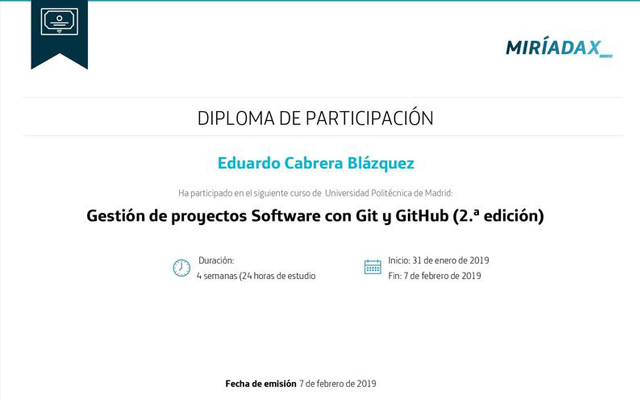 MIRÍADAX_
DIPLOMA DE PARTICIPACIÓN
Eduardo Cabrera Blázquez
Ha participado en el siguiente curso de Universidad Politécnica de Madrid:
Gestión de proyectos Software con Git y GitHub (2.ª edición)
Duración:
4 semanas (24 horas de estudio
Inicio: 31 de enero de 2019
Fin: 7 de febrero de 2019
Fecha de emisión 7 de febrero de 2019